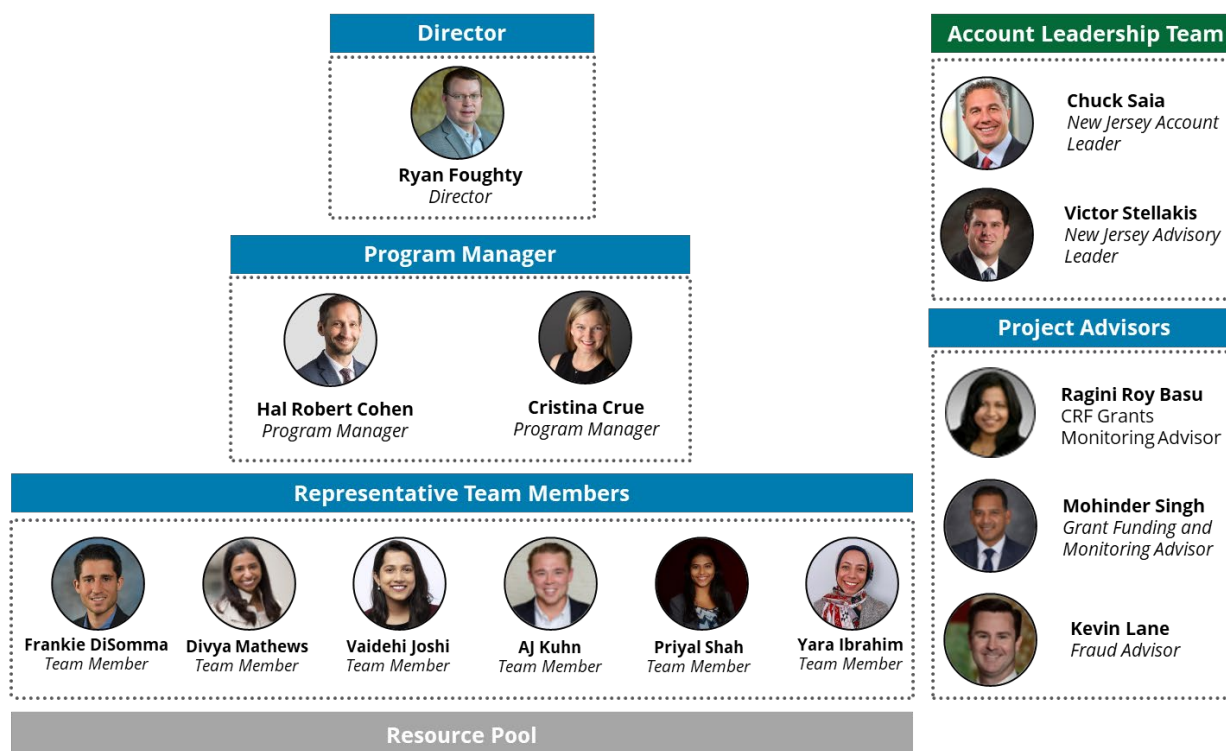 Director
Ryan Foughty
Director
Program Manager
Hal Robert Cohen
Program Manager
Cristina Crue
Program Manager
Representative Team Members
Frankie DiSomma
Team Member
Divya Mathews
Team Member
Vaidehi Joshi
Team Member
AJ Kuhn
Team Member
Priyal Shah
Team Member
Yara Ibrahim
Team Member
Resource Pool
Account Leadership Team
Chuck Saia
New Jersey Account
Leader
Victor Stellakis
New Jersey Advisory
Leader
Project Advisors
Ragini Roy Basu
CRF Grants
Monitoring Advisor
Mohinder Singh
Grant Funding and
Monitoring Advisor
Kevin Lane
Fraud Advisor